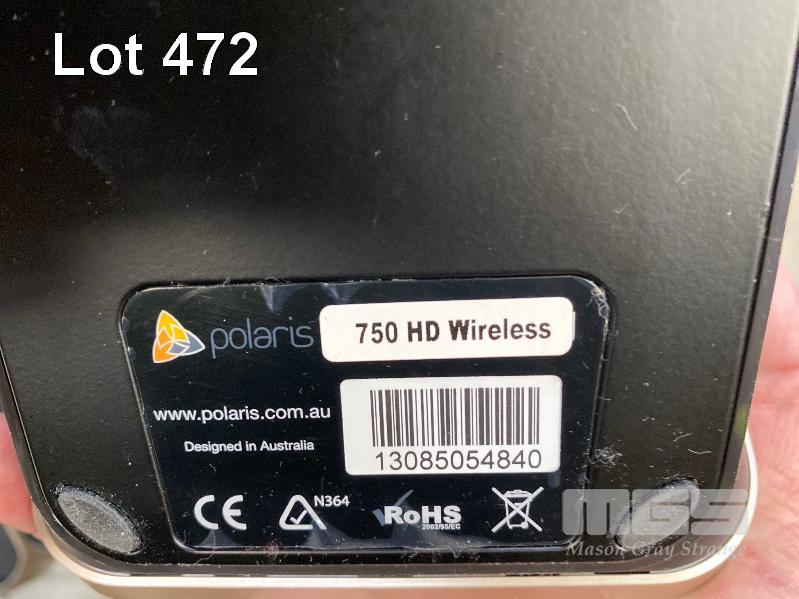 Lot 472
polaris
750 HD Wireless
www.polaris.com.au
Designed in Australia
13085054840
CE
N364
RoHS
2002/95/EC
MGS
Mason Gray Strange